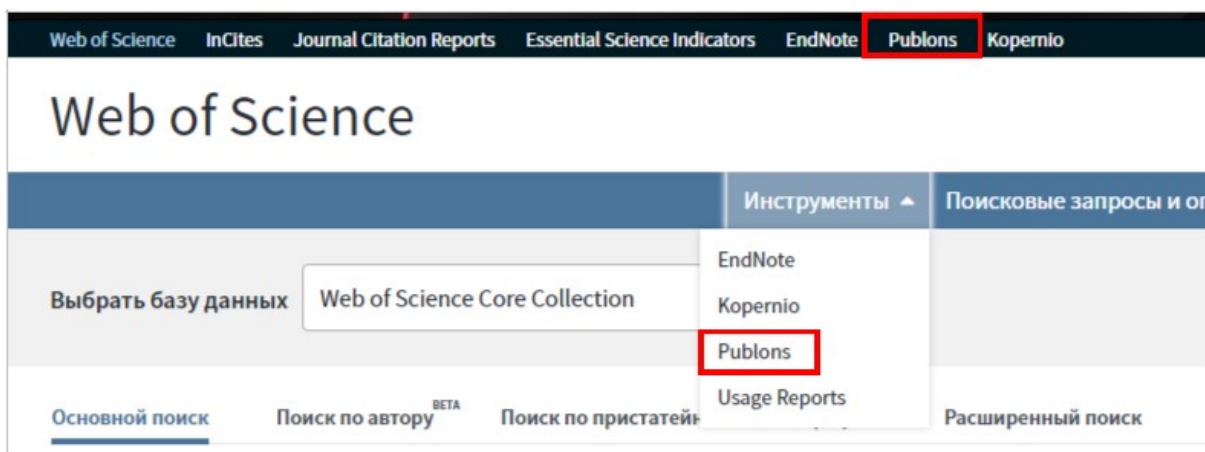 Web of Science InCites Journal Citation Reports Essential Science Indicators EndNote Publons Kopernio
Web of Science
Инструменты Поисковые запросы и
EndNote
Выбрать базу данных Web of Science Core Collection
Kopernio
Publons
Usage Reports
Основной поиск Поиск по автору BETA Поиск по Расширенный поиск